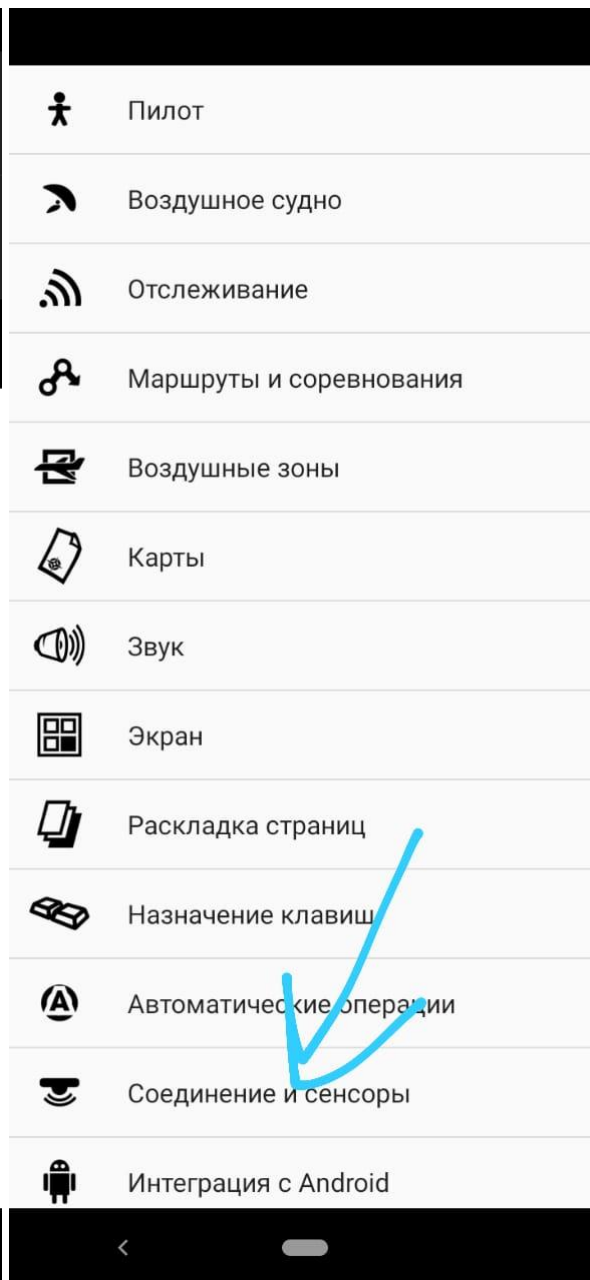 Пилот
Воздушное судно
Отслеживание
Маршруты и соревнования
Воздушные зоны
Карты
Звук
Экран
Раскладка страниц
Назначение клавиш
Автоматические операции
Соединение и сенсоры
Интеграция с Android